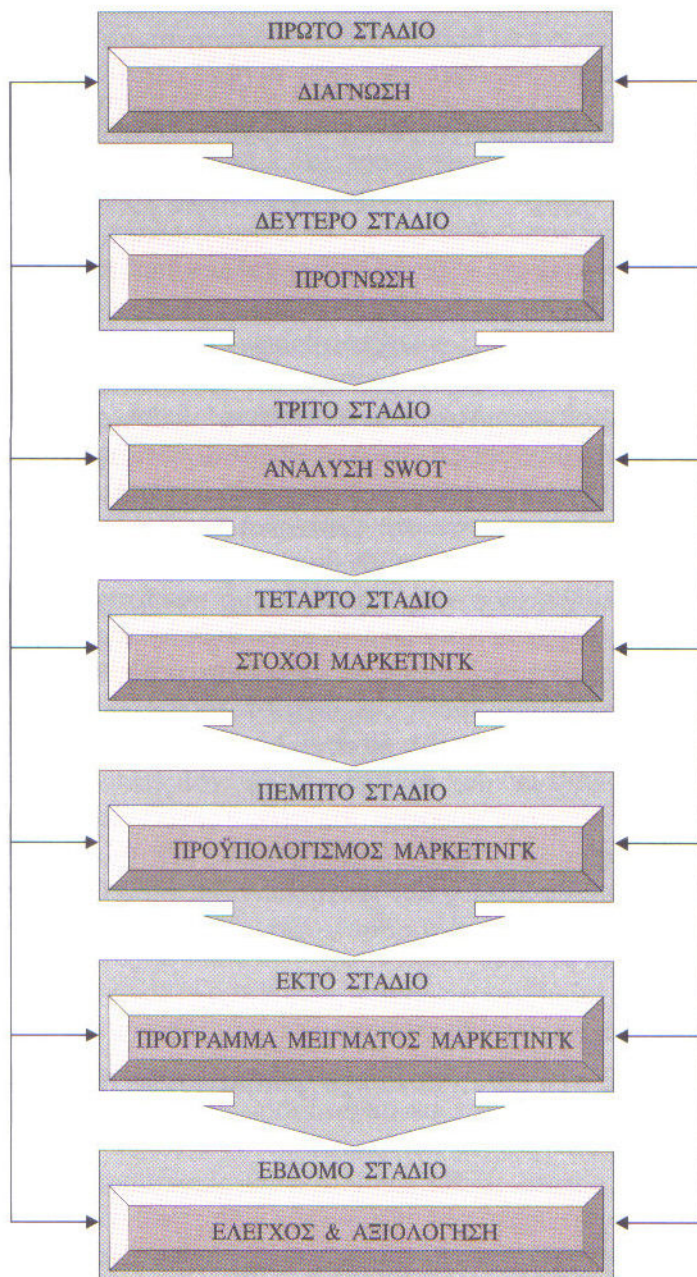 ΠΡΩΤΟ ΣΤΑΔΙΟ
ΔΙΑΓΝΩΣΗ
ΔΕΥΤΕΡΟ ΣΤΑΔΙΟ
ΠΡΟΓΝΩΣΗ
ΤΡΙΤΟ ΣΤΑΔΙΟ
ΑΝΑΛΥΣΗ SWOT
ΤΕΤΑΡΤΟ ΣΤΑΔΙΟ
ΣΤΟΧΟΙ ΜΑΡΚΕΤΙΝΓΚ
ΠΕΜΠΤΟ ΣΤΑΔΙΟ
ΠΡΟΫΠΟΛΟΓΙΣΜΟΣ ΜΑΡΚΕΤΙΝΓΚ
ΕΚΤΟ ΣΤΑΔΙΟ
ΠΡΟΓΡΑΜΜΑ ΜΕΙΓΜΑΤΟΣ ΜΑΡΚΕΤΙΝΓΚ
ΕΒΔΟΜΟ ΣΤΑΔΙΟ
ΕΛΕΓΧΟΣ & ΑΞΙΟΛΟΓΗΣΗ